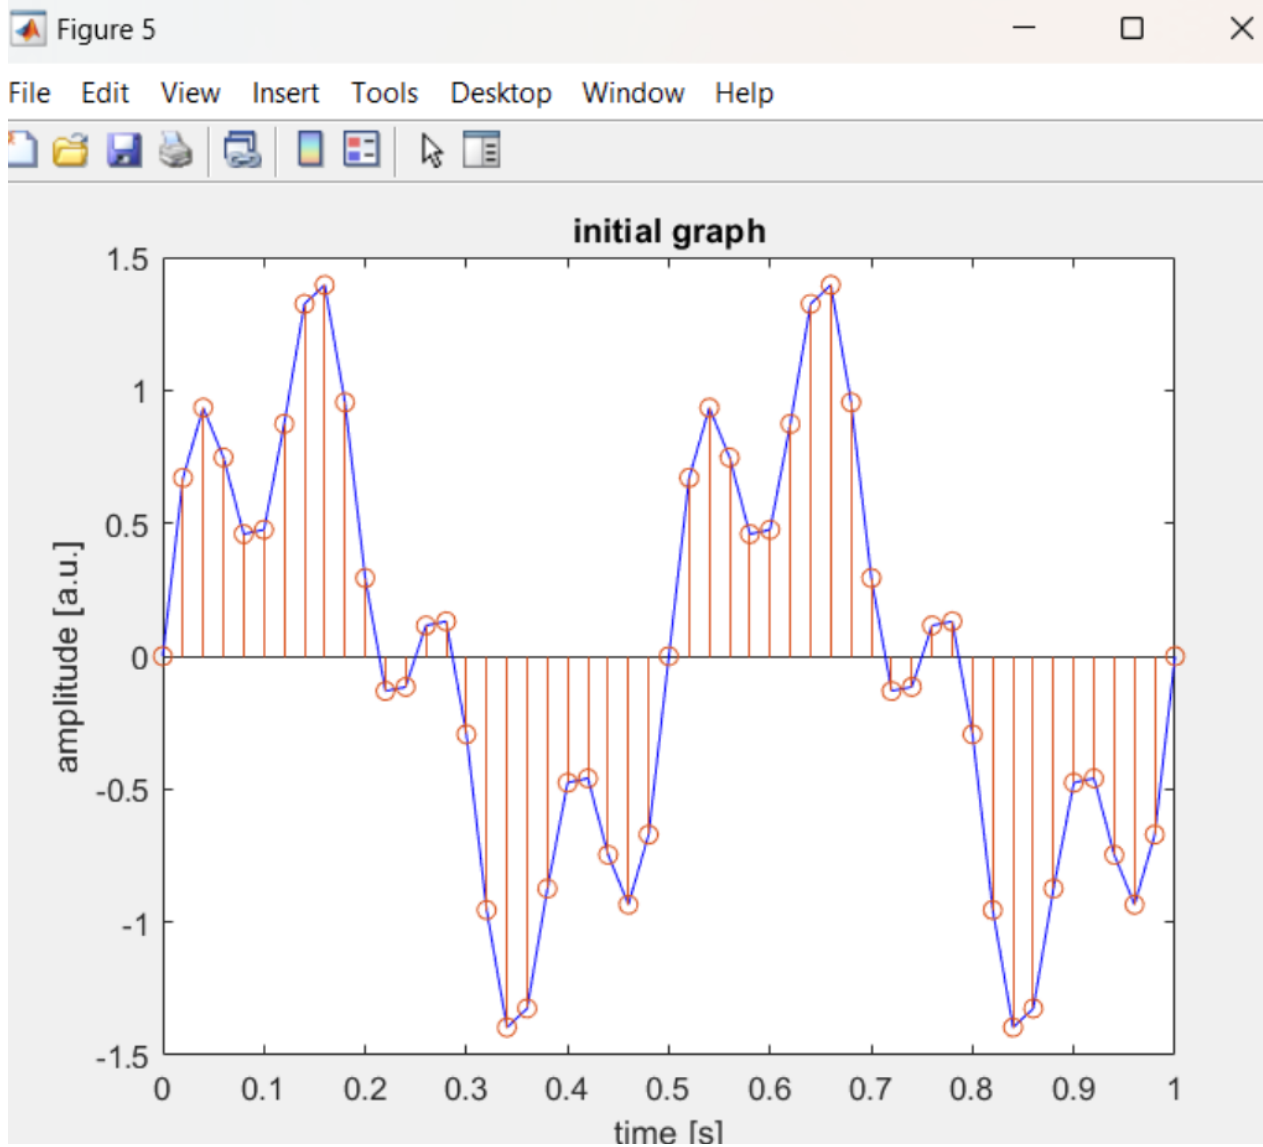 Figure 5
File Edit View Insert Tools Desktop Window Help
initial graph
1.5
1
0.5
0
-0.5
-1
-1.5
amplitude [a.u.]
0 0.1 0.2 0.3 0.4 0.5 0.6 0.7 0.8 0.9 1
time [s]